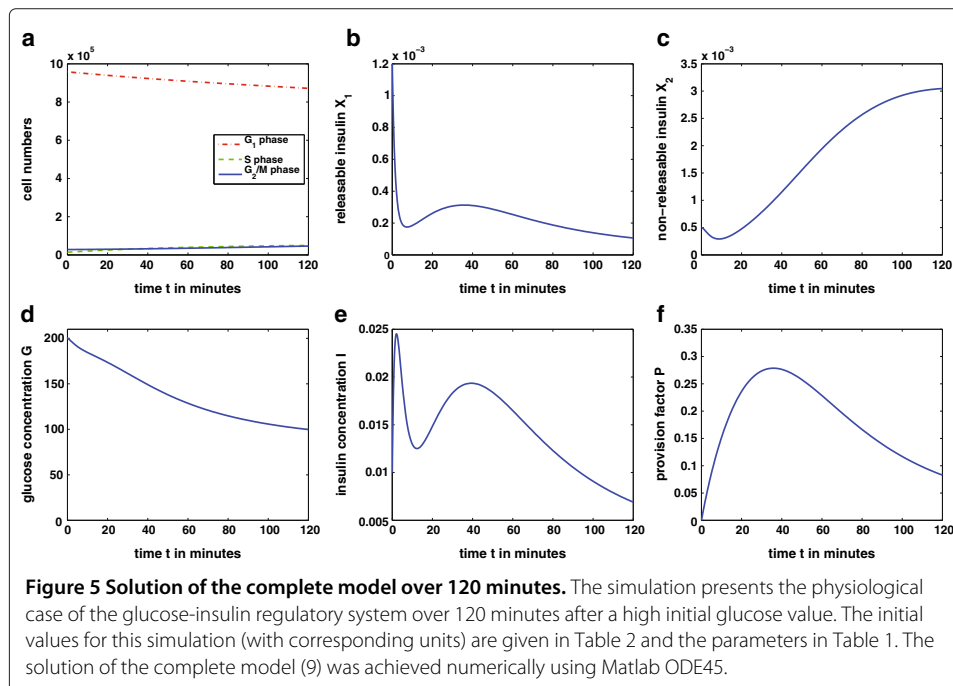 a
x 10^5
10
8
6
4
2
0
cell numbers
G_1 phase
S phase
G_2/M phase
0 20 40 60 80 100 120
time t in minutes
b
x 10^-3
1.2
1
0.8
0.6
0.4
0.2
0
releasable insulin X_1
0 20 40 60 80 100 120
time t in minutes
c
x 10^-3
3.5
3
2.5
2
1.5
1
0.5
0
non-releasable insulin X_2
0 20 40 60 80 100 120
time t in minutes
d
200
150
100
50
0
glucose concentration G
0 20 40 60 80 100 120
time t in minutes
e
0.025
0.02
0.015
0.01
0.005
insulin concentration I
0 20 40 60 80 100 120
time t in minutes
f
0.35
0.3
0.25
0.2
0.15
0.1
0.05
0
provision factor P
0 20 40 60 80 100 120
time t in minutes
Figure 5 Solution of the complete model over 120 minutes. The simulation presents the physiological
case of the glucose-insulin regulatory system over 120 minutes after a high initial glucose value. The initial
values for this simulation (with corresponding units) are given in Table 2 and the parameters in Table 1. The
solution of the complete model (9) was achieved numerically using Matlab ODE45.